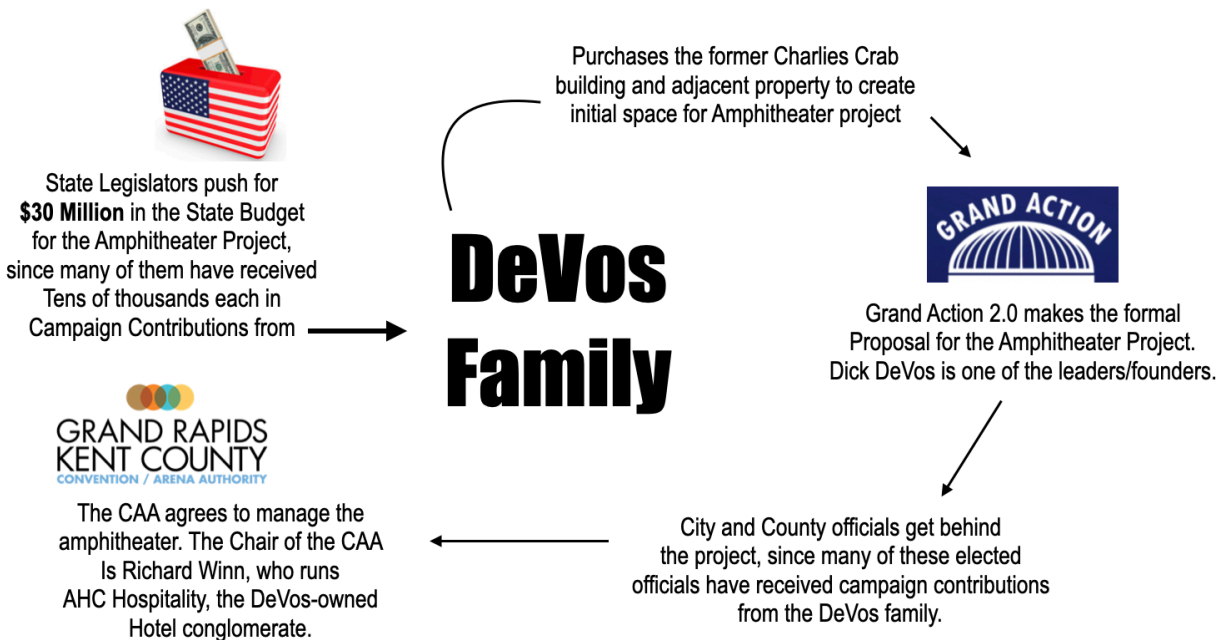 Purchases the former Charlies Crab
building and adjacent property to create
initial space for Amphitheater project
GRAND ACTION
Grand Action 2.0 makes the formal
Proposal for the Amphitheater Project.
Dick DeVos is one of the leaders/founders.
City and County officials get behind
the project, since many of these elected
officials have received campaign contributions
from the DeVos family.
GRAND RAPIDS
KENT COUNTY
CONVENTION / ARENA AUTHORITY
The CAA agrees to manage the
amphitheater. The Chair of the CAA
Is Richard Winn, who runs
AHC Hospitality, the DeVos-owned
Hotel conglomerate.
State Legislators push for
$30 Million in the State Budget
for the Amphitheater Project,
since many of them have received
Tens of thousands each in
Campaign Contributions from
DeVos
Family